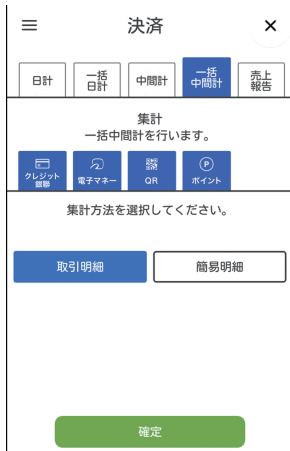 決済
日計
一括
日計
中間計
一括
中間計
売上
報告
集計
一括中間計を行います。
クレジット
銀聯
電子マネー
QR
P
ポイント
集計方法を選択してください。
取引明細
簡易明細
確定